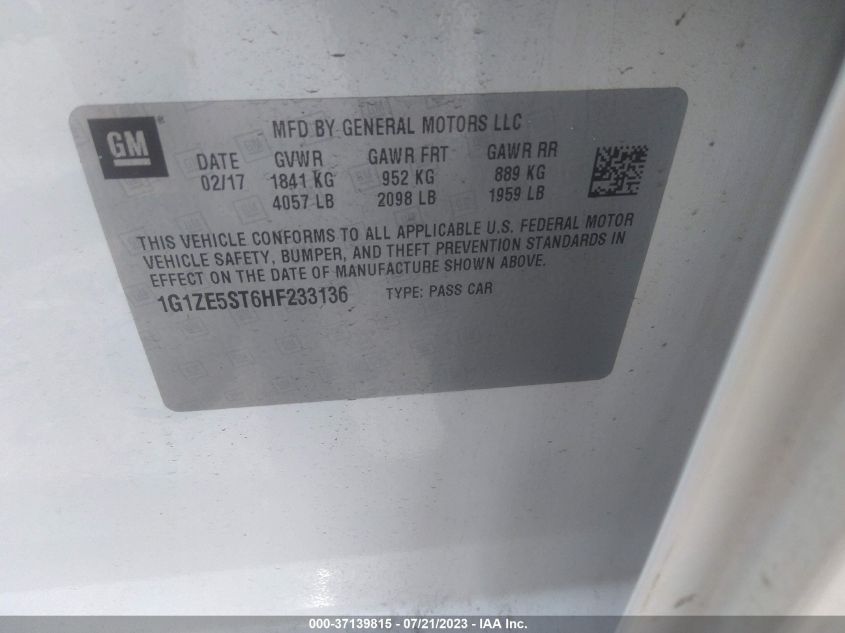 GM ®
MFD BY GENERAL MOTORS LLC
DATE GVWR GAWR FRT GAWR RR
02/17 1841 KG 952 KG 889 KG
4057 LB 2098 LB 1959 LB
THIS VEHICLE CONFORMS TO ALL APPLICABLE U.S. FEDERAL MOTOR
VEHICLE SAFETY, BUMPER, AND THEFT PREVENTION STANDARDS IN
EFFECT ON THE DATE OF MANUFACTURE SHOWN ABOVE.
1G1ZE5ST6HF233136 TYPE: PASS CAR
000-37139815 - 07/21/2023 - IAA Inc.